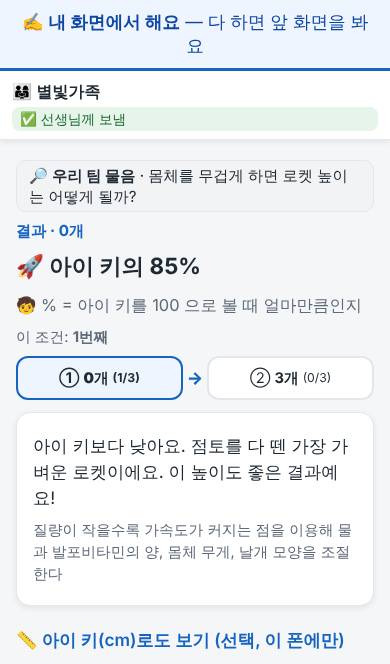 ✍️ 내 화면에서 해요 — 다 하면 앞 화면을 봐
요
👨‍👩‍👧 별빛가족
✅ 선생님께 보냄
🔎 우리 팀 물음 · 몸체를 무겁게 하면 로켓 높이
는 어떻게 될까?
결과 · 0개
🚀 아이 키의 85%
🧒 % = 아이 키를 100 으로 볼 때 얼마만큼인지
이 조건: 1번째
① 0개 (1/3) → ② 3개 (0/3)
아이 키보다 낮아요. 점토를 다 뗀 가장 가
벼운 로켓이에요. 이 높이도 좋은 결과예
요!
질량이 작을수록 가속도가 커지는 점을 이용해 물
과 발포비타민의 양, 몸체 무게, 날개 모양을 조절
한다
📏 아이 키(cm)로도 보기 (선택, 이 폰에만)